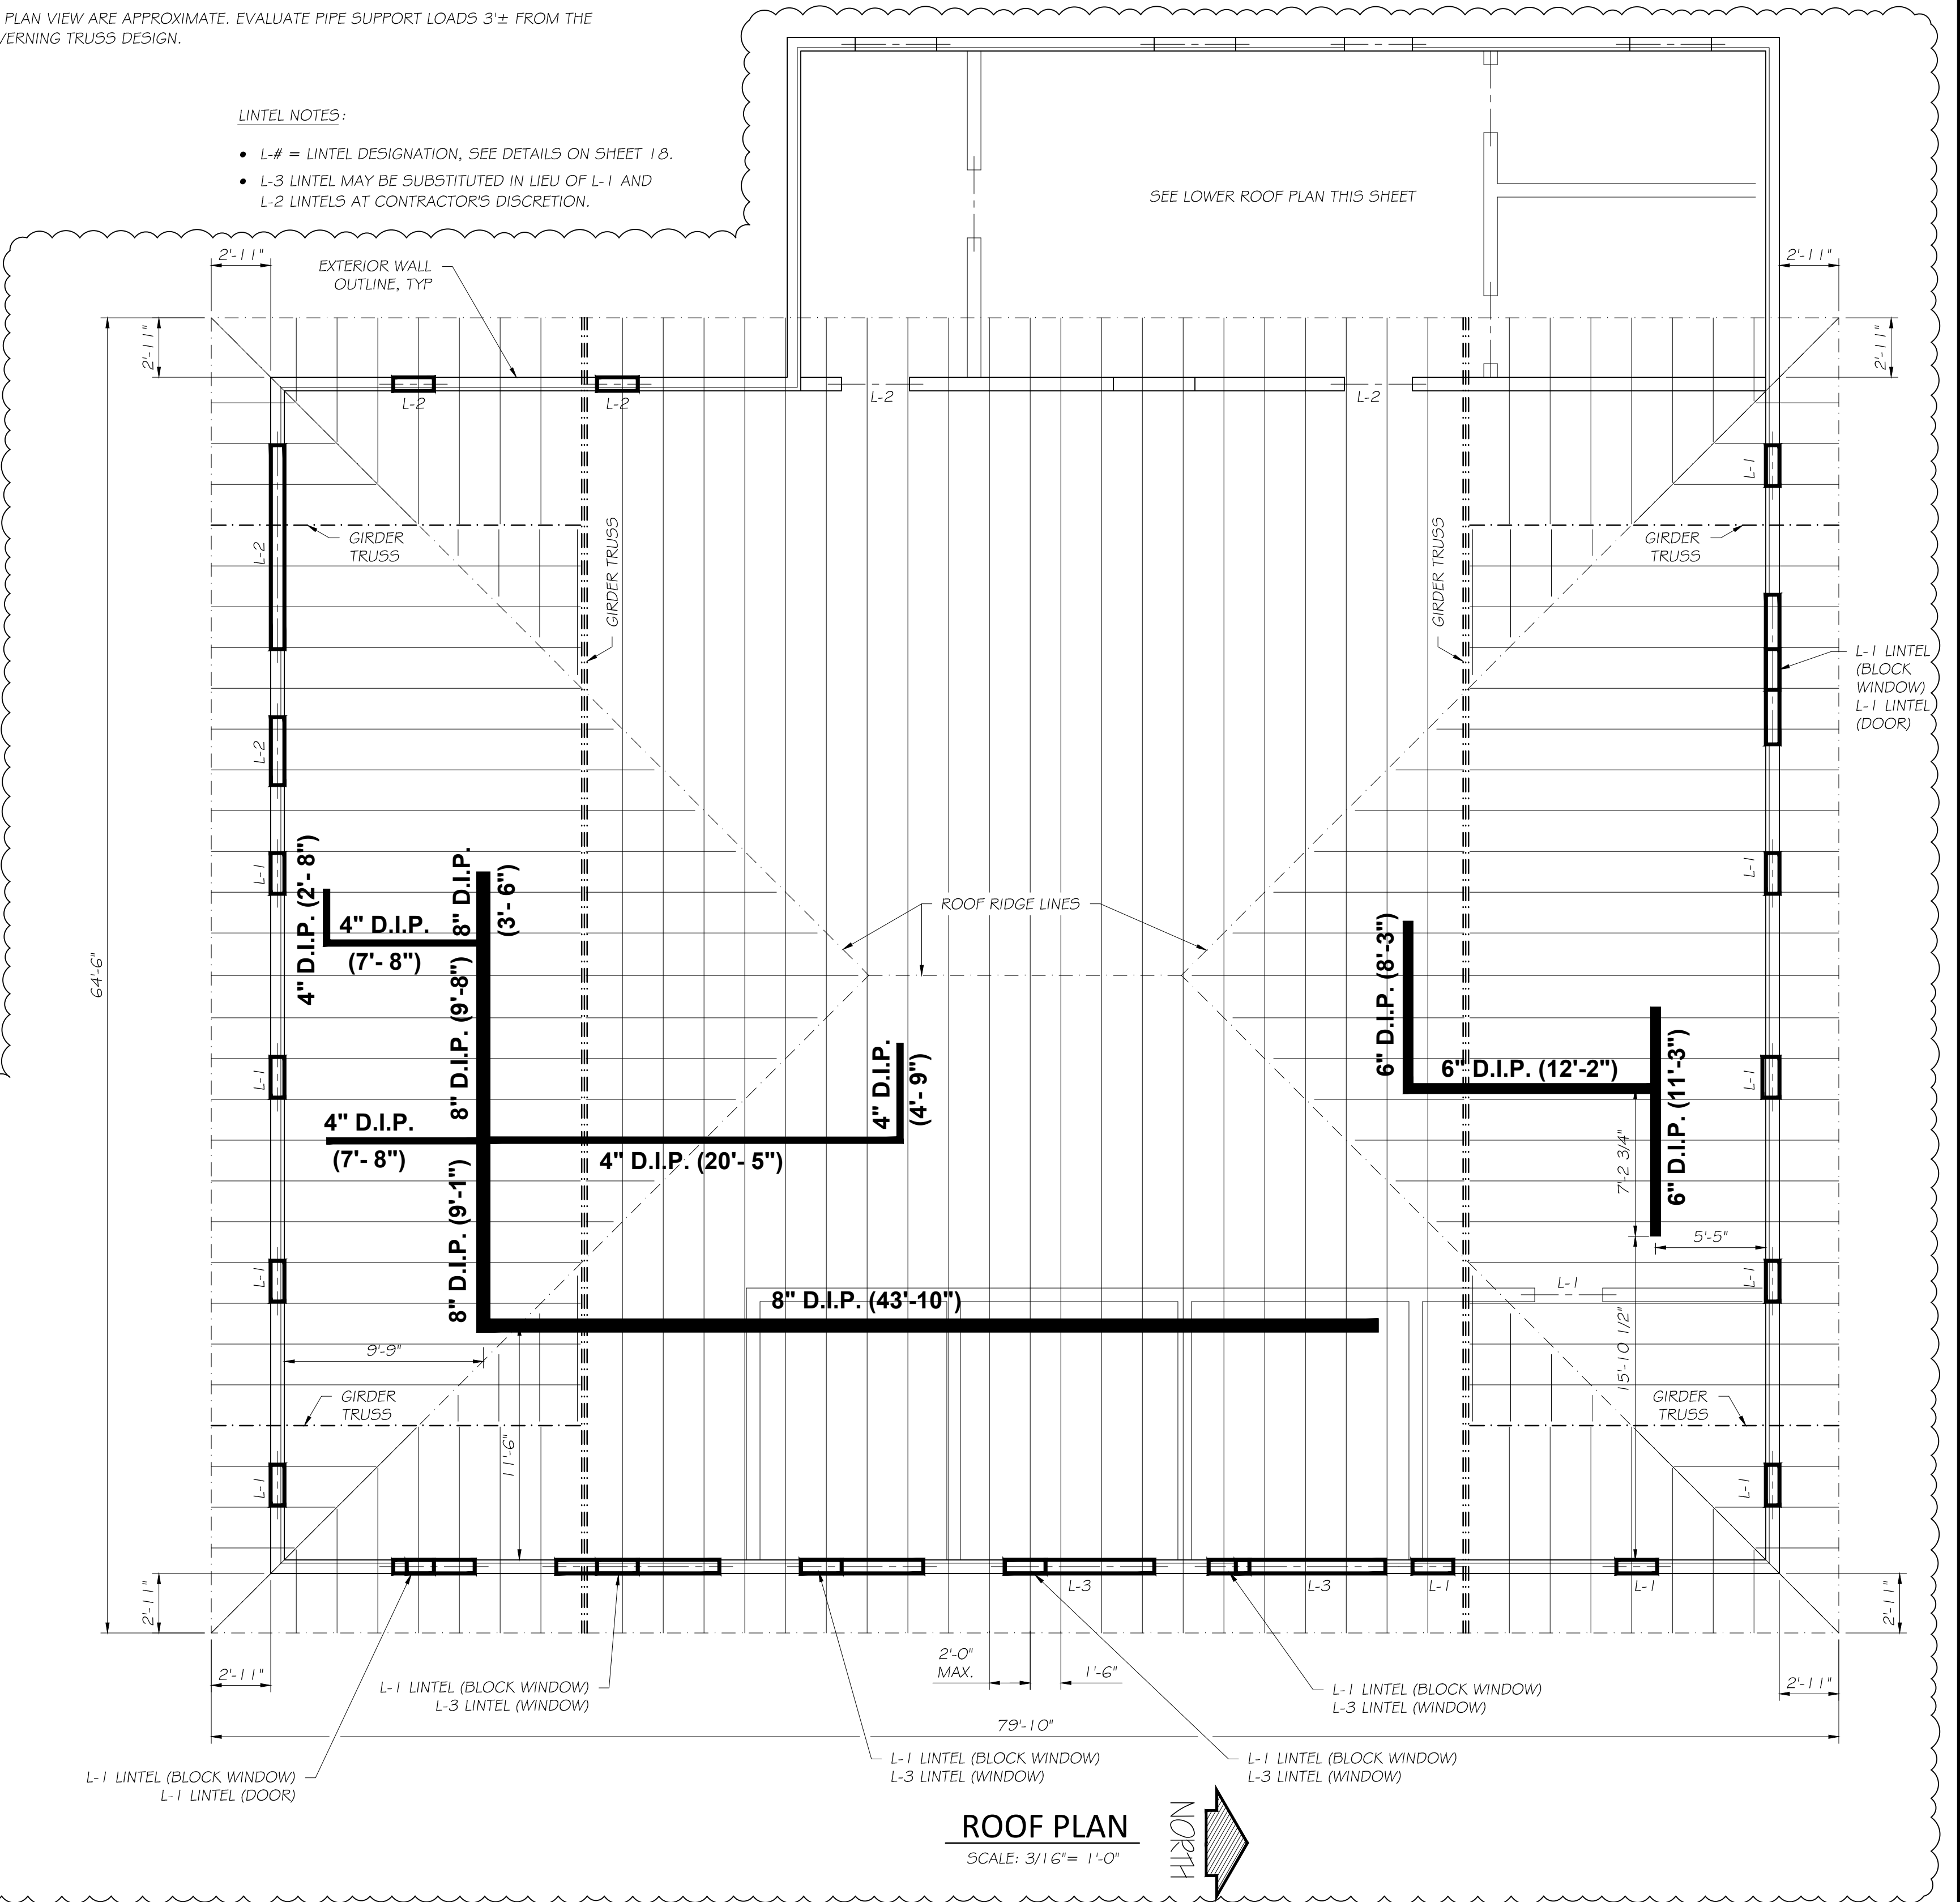 PLAN VIEW ARE APPROXIMATE. EVALUATE PIPE SUPPORT LOADS 3'± FROM THE
VERNING TRUSS DESIGN.
LINTEL NOTES:
• L-# = LINTEL DESIGNATION, SEE DETAILS ON SHEET 18.
• L-3 LINTEL MAY BE SUBSTITUTED IN LIEU OF L-1 AND
L-2 LINTELS AT CONTRACTOR'S DISCRETION.
SEE LOWER ROOF PLAN THIS SHEET
2'-11"
2'-11"
EXTERIOR WALL
OUTLINE, TYP
2'-11"
2'-11"
L-2
L-2
L-2
L-2
L-1
GIRDER
TRUSS
GIRDER TRUSS
GIRDER TRUSS
GIRDER
TRUSS
L-2
L-1 LINTEL
(BLOCK
WINDOW)
L-1 LINTEL
(DOOR)
L-2
L-1
4" D.I.P. (2'- 8")
4" D.I.P.
(7'- 8")
8" D.I.P.
(3'- 6")
ROOF RIDGE LINES
L-1
64'-6"
8" D.I.P. (9'-8")
6" D.I.P. (8'-3")
6" D.I.P. (12'-2")
6" D.I.P. (11'-3")
L-1
L-1
4" D.I.P.
(4'- 9")
4" D.I.P.
(7'- 8")
4" D.I.P. (20'- 5")
7'-2 3/4"
8" D.I.P. (9'-1")
5'-5"
L-1
L-1
L-1
8" D.I.P. (43'-10")
9'-9"
15'-10 1/2"
GIRDER
TRUSS
GIRDER
TRUSS
11'-6"
L-1
L-1
L-3
L-3
L-1
L-1
2'-11"
2'-11"
2'-11"
2'-0"
MAX.
1'-6"
2'-11"
L-1 LINTEL (BLOCK WINDOW)
L-3 LINTEL (WINDOW)
L-1 LINTEL (BLOCK WINDOW)
L-3 LINTEL (WINDOW)
79'-10"
L-1 LINTEL (BLOCK WINDOW)
L-3 LINTEL (WINDOW)
L-1 LINTEL (BLOCK WINDOW)
L-3 LINTEL (WINDOW)
L-1 LINTEL (BLOCK WINDOW)
L-1 LINTEL (DOOR)
ROOF PLAN
SCALE: 3/16"= 1'-0"
NORTH